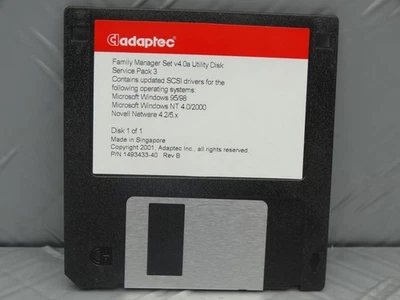 adaptec
Family Manager Set v4.0a Utility Disk
Service Pack 3
Contains updated SCSI drivers for the
following operating systems:
Microsoft Windows 95/98
Microsoft Windows NT 4.0/2000
Novell Netware 4.2/5.x
Disk 1 of 1
Made in Singapore
Copyright 2001, Adaptec Inc., all rights reserved.
P/N 1493433-40 Rev B